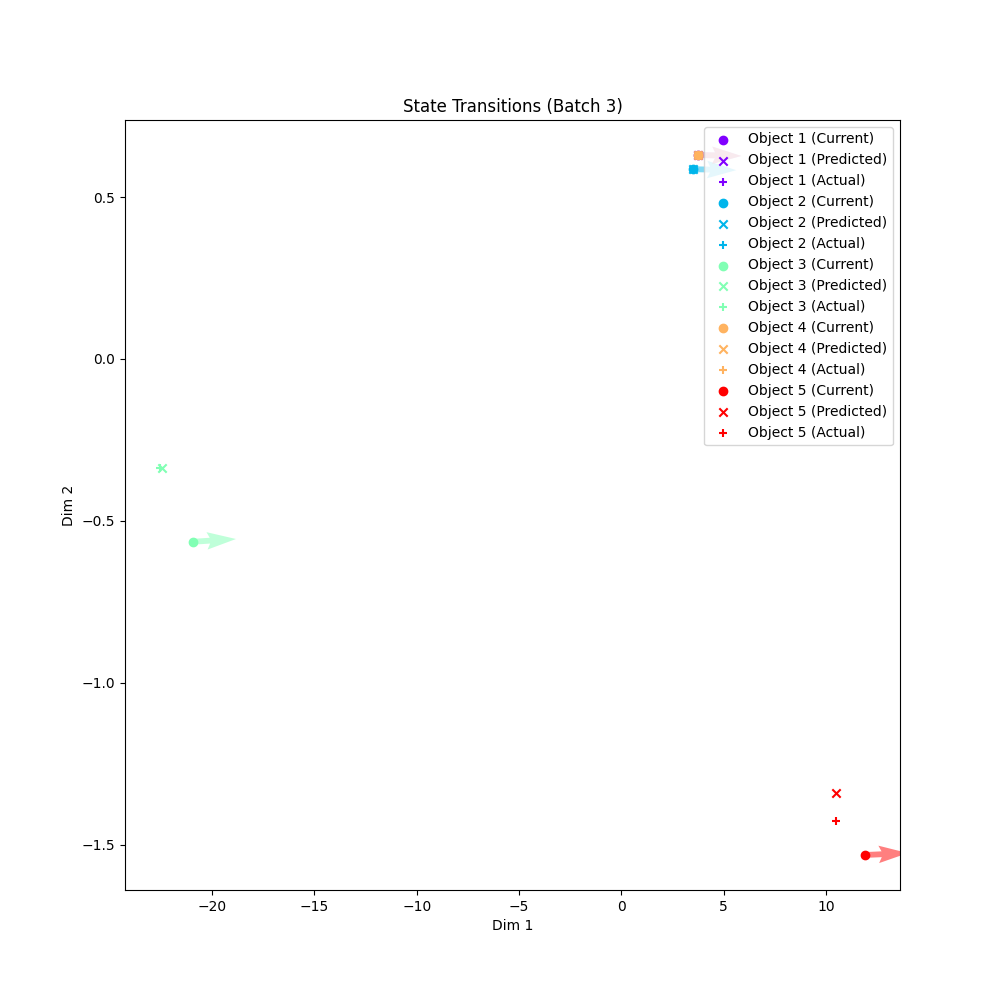 State Transitions (Batch 3)
Object 1 (Current)
Object 1 (Predicted)
Object 1 (Actual)
Object 2 (Current)
Object 2 (Predicted)
Object 2 (Actual)
Object 3 (Current)
Object 3 (Predicted)
Object 3 (Actual)
Object 4 (Current)
Object 4 (Predicted)
Object 4 (Actual)
Object 5 (Current)
Object 5 (Predicted)
Object 5 (Actual)
0.5
0.0
−0.5
−1.0
−1.5
Dim 2
−20 −15 −10 −5 0 5 10
Dim 1